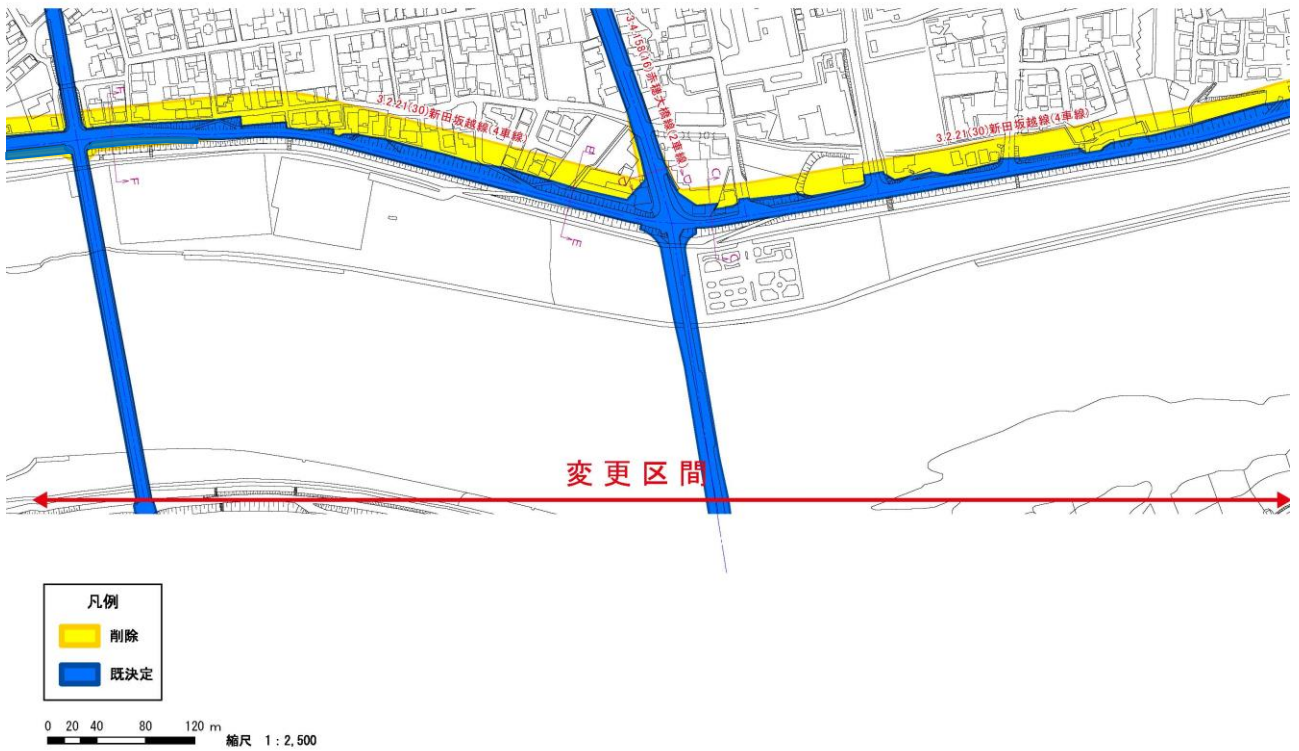 3.4.158(16)赤穂大橋線(2車線)
3.2.21(30)新田坂越線(4車線)
3.2.21(30)新田坂越線(4車線)
F
F
E
E
C
C
変更区間
凡例
削除
既決定
0 20 40 80 120 m
縮尺 1:2,500